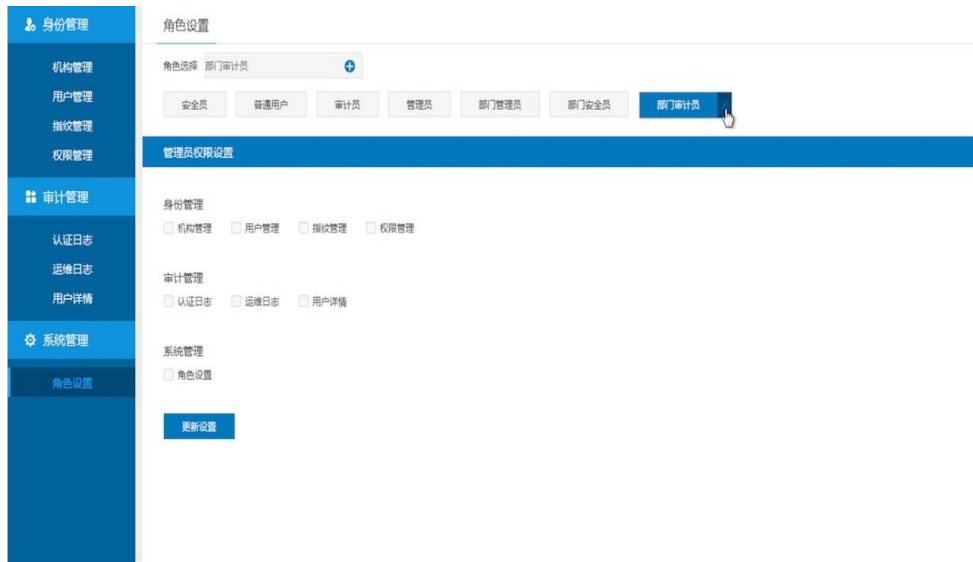 身份管理
机构管理
用户管理
指纹管理
权限管理
审计管理
认证日志
运维日志
用户详情
系统管理
角色设置
角色设置
角色选择 部门审计员
安全员 普通用户 审计员 管理员 部门管理员 部门安全员 部门审计员
管理员权限设置
身份管理
机构管理 用户管理 指纹管理 权限管理
审计管理
认证日志 运维日志 用户详情
系统管理
角色设置
更新设置